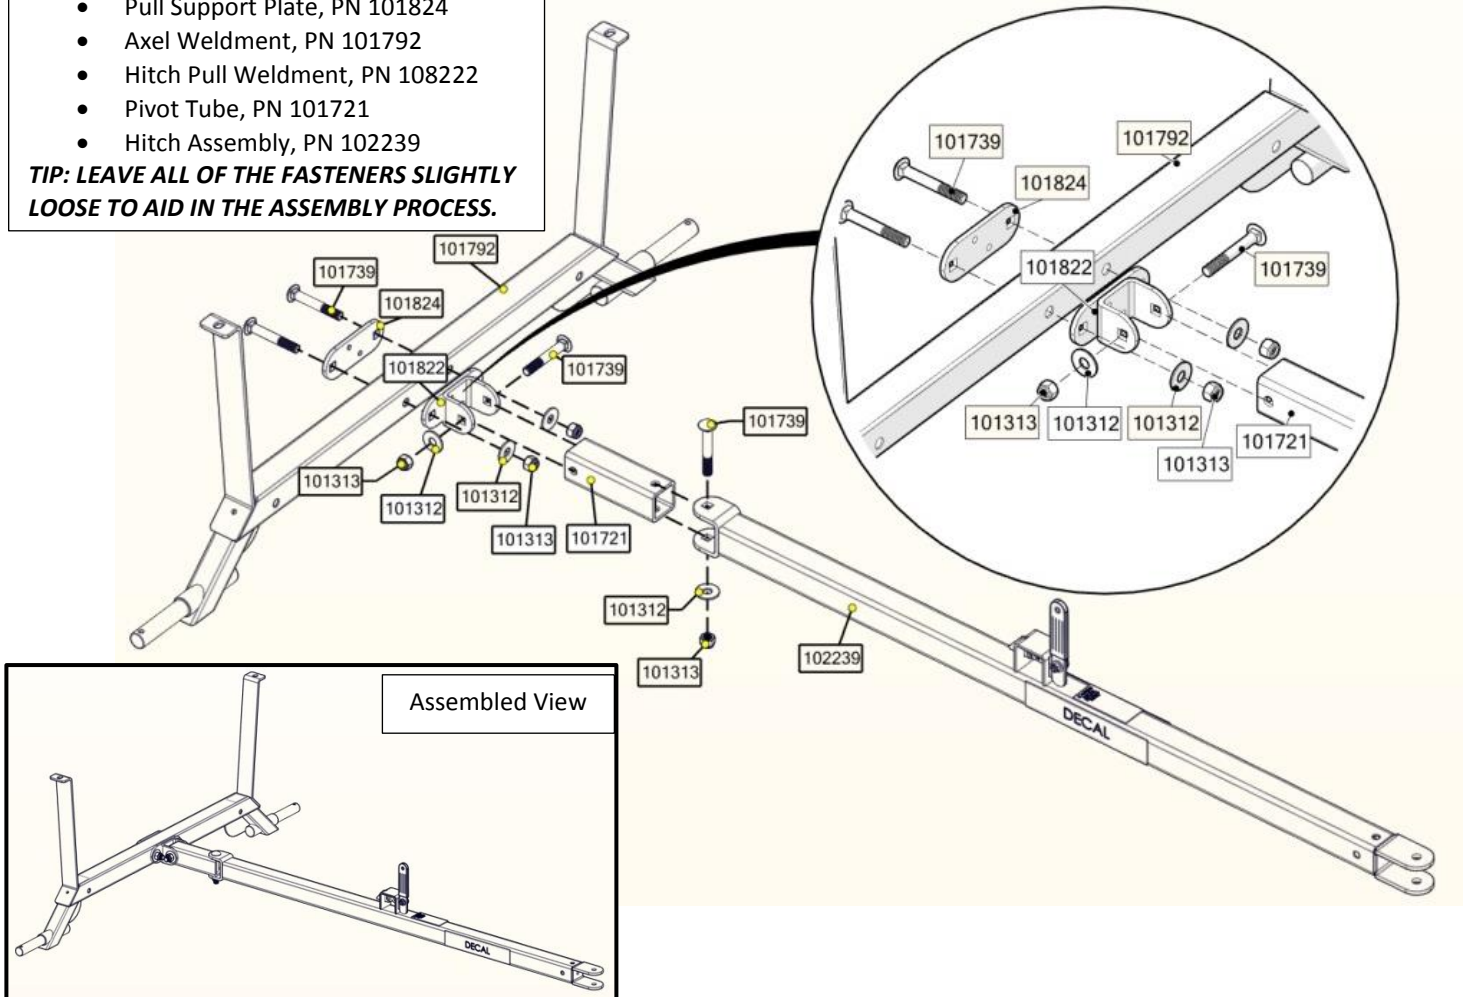 • Pull Support Plate, PN 101824
• Axel Weldment, PN 101792
• Hitch Pull Weldment, PN 108222
• Pivot Tube, PN 101721
• Hitch Assembly, PN 102239
TIP: LEAVE ALL OF THE FASTENERS SLIGHTLY
LOOSE TO AID IN THE ASSEMBLY PROCESS.
101792
101739
101824
101822
101739
101313
101312
101312
101313
101721
101739
101312
101313
102239
DECAL
101739
101792
101824
101822
101739
101313
101312
101312
101313
101721
Assembled View
DECAL